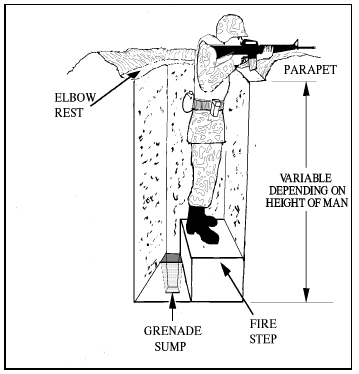 PARAPET
ELBOW
REST
VARIABLE
DEPENDING ON
HEIGHT OF MAN
GRENADE
SUMP
FIRE
STEP